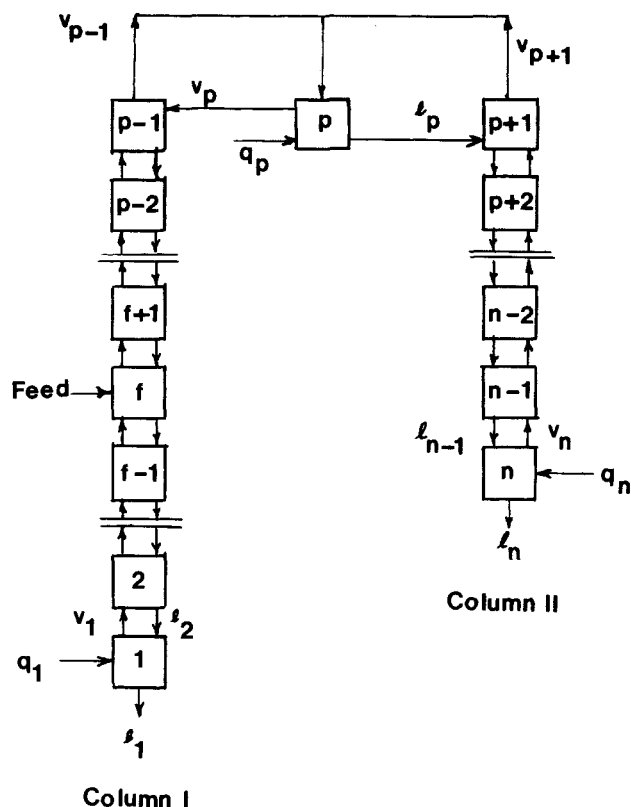 v_{p-1}
v_{p+1}
v_p
p-1
p
ℓ_p
p+1
q_p
p-2
p+2
f+1
n-2
Feed
f
n-1
ℓ_{n-1}
v_n
f-1
n
q_n
ℓ_n
2
Column II
v_1
ℓ_2
q_1
1
ℓ_1
Column I